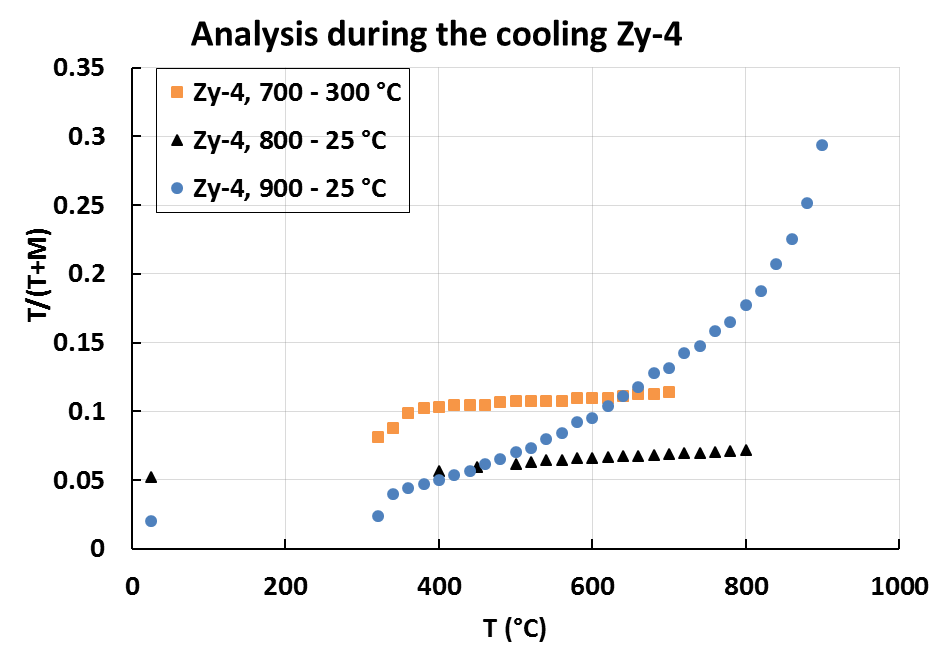 Analysis during the cooling Zy-4
0.35
0.3
0.25
0.2
0.15
0.1
0.05
0
T/(T+M)
Zy-4, 700 - 300 °C
Zy-4, 800 - 25 °C
Zy-4, 900 - 25 °C
0 200 400 600 800 1000
T (°C)